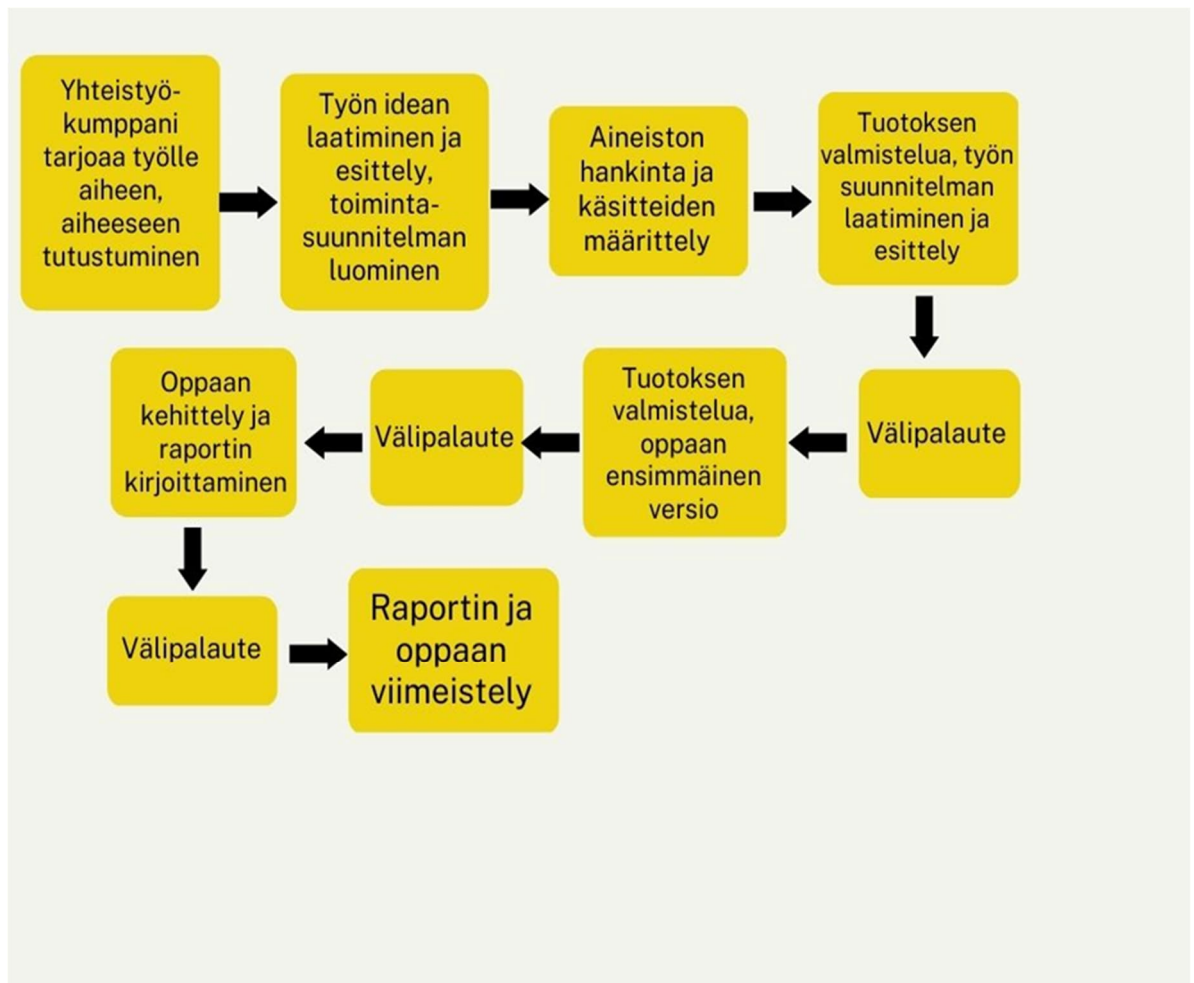 Yhteistyö-
kumppani
tarjoaa työlle
aiheen,
aiheeseen
tutustuminen
Työn idean
laatiminen ja
esittely,
toiminta-
suunnitelman
luominen
Aineiston
hankinta ja
käsitteiden
määrittely
Tuotoksen
valmistelua, työn
suunnitelman
laatiminen ja
esittely
Välipalaute
Tuotoksen
valmistelua,
oppaan
ensimmäinen
versio
Välipalaute
Oppaan
kehittely ja
raportin
kirjoittaminen
Välipalaute
Raportin ja
oppaan
viimeistely